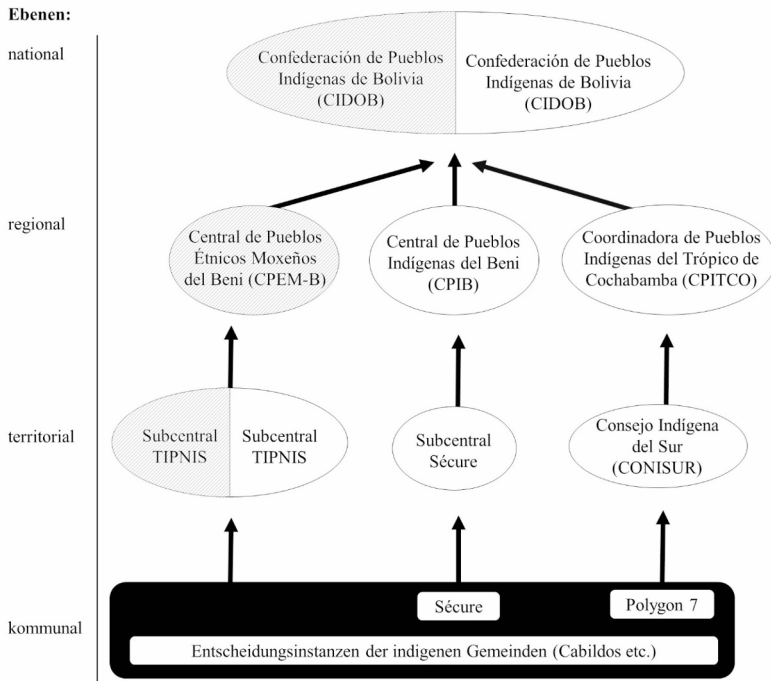 Ebenen:
national
Confederación de Pueblos
Indígenas de Bolivia
(CIDOB)
Confederación de Pueblos
Indígenas de Bolivia
(CIDOB)
regional
Central de Pueblos
Étnicos Moxeños
del Beni (CPEM-B)
Central de Pueblos
Indígenas del Beni
(CPIB)
Coordinadora de Pueblos
Indígenas del Trópico de
Cochabamba (CPITCO)
territorial
Subcentral
TIPNIS
Subcentral
TIPNIS
Subcentral
Sécure
Consejo Indígena
del Sur
(CONISUR)
kommunal
Sécure
Polygon 7
Entscheidungsinstanzen der indigenen Gemeinden (Cabildos etc.)